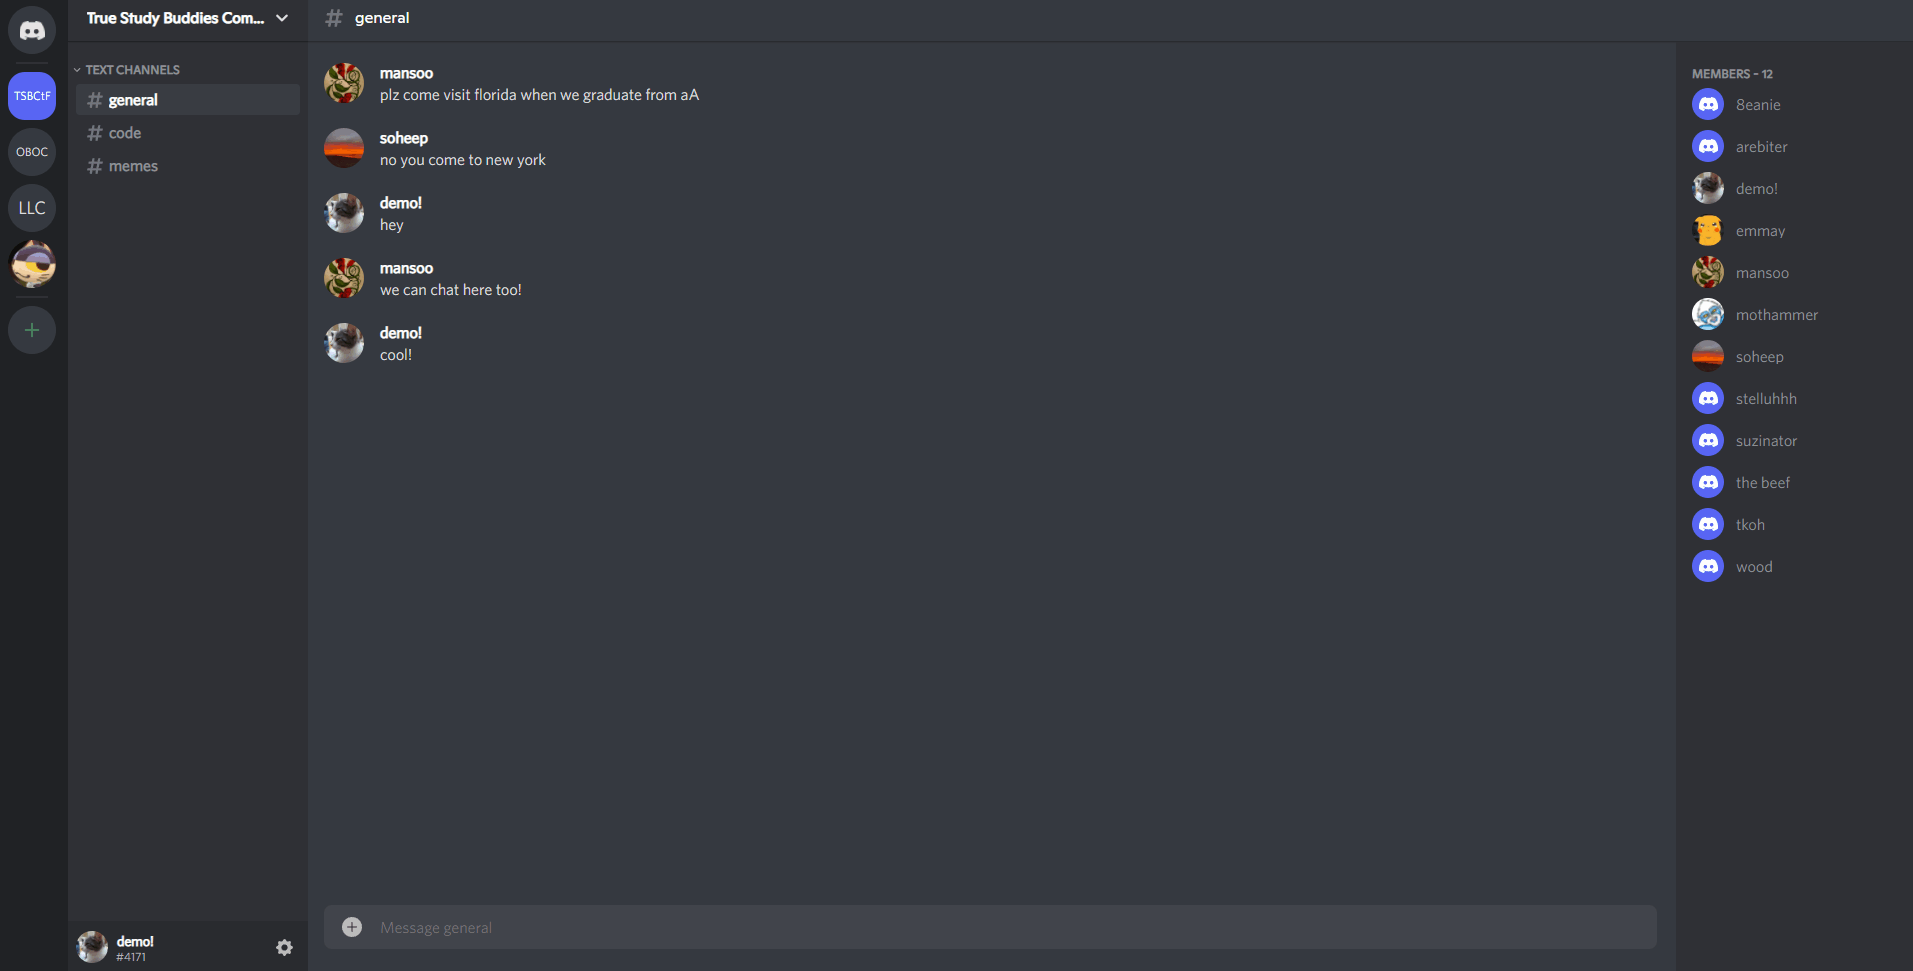 True Study Buddies Com...
# general
TSBCtF
OBOC
LLC
+
TEXT CHANNELS
# general
# code
# memes
mansoo
plz come visit florida when we graduate from aA
soheep
no you come to new york
demo!
hey
mansoo
we can chat here too!
demo!
cool!
Message general
demo!
#4171
MEMBERS - 12
8eanie
arebiter
demo!
emmay
mansoo
mothammer
soheep
stelluhhh
suzinator
the beef
tkoh
wood